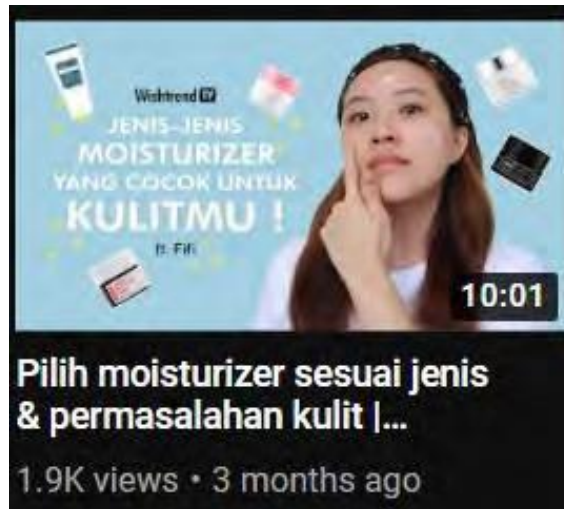 Wishtrend TV
JENIS-JENIS
MOISTURIZER
YANG COCOK UNTUK
KULITMU !
ft. Fifi
10:01
Pilih moisturizer sesuai jenis
& permasalahan kulit |...
1.9K views • 3 months ago